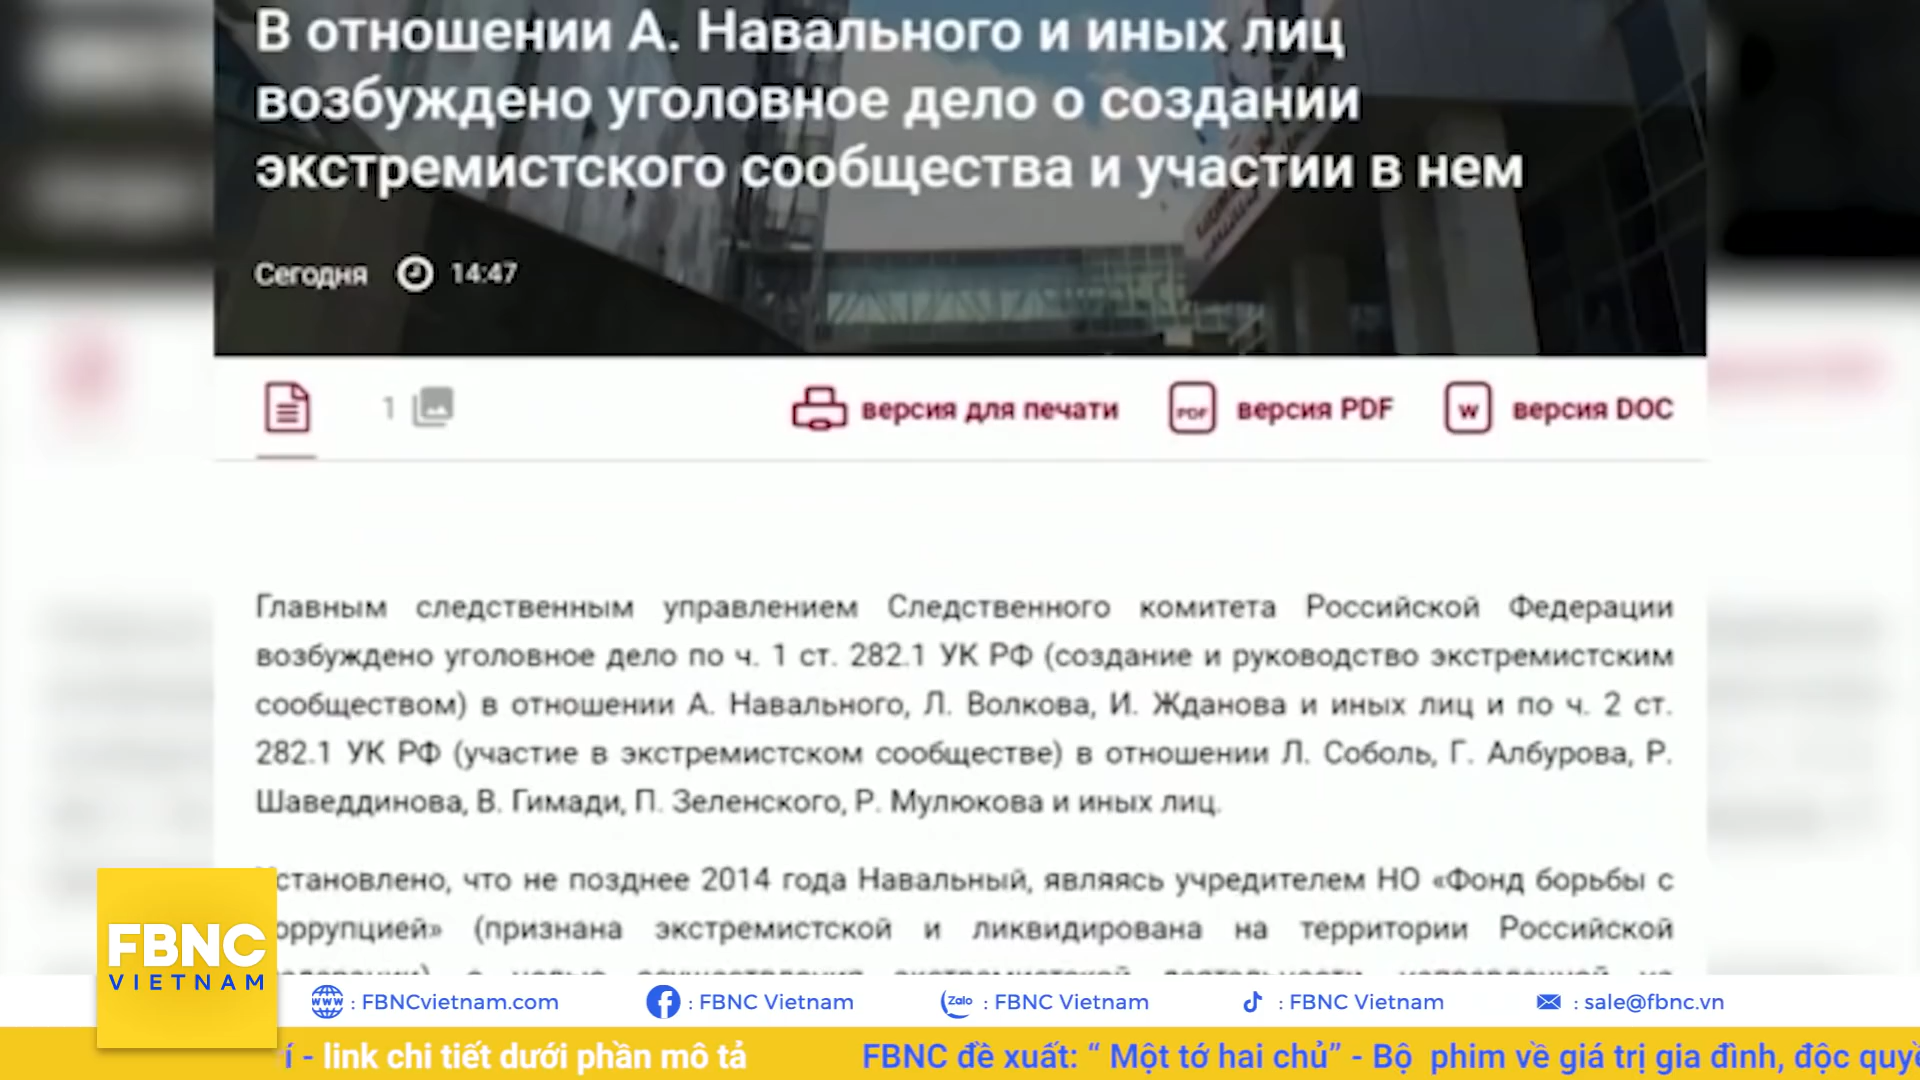 В отношении А. Навального и иных лиц
возбуждено уголовное дело о создании
экстремистского сообщества и участии в нем
Сегодня 14:47
1
версия для печати
PDF версия PDF
W версия DOC
Главным следственным управлением Следственного комитета Российской Федерации
возбуждено уголовное дело по ч. 1 ст. 282.1 УК РФ (создание и руководство экстремистским
сообществом) в отношении А. Навального, Л. Волкова, И. Жданова и иных лиц и по ч. 2 ст.
282.1 УК РФ (участие в экстремистском сообществе) в отношении Л. Соболь, Г. Албурова, Р.
Шаведдинова, В. Гимади, П. Зеленского, Р. Мулюкова и иных лиц.
становлено, что не позднее 2014 года Навальный, являясь учредителем НО «Фонд борьбы с
оррупцией» (признана экстремистской и ликвидирована на территории Российской
FBNC
VIETNAM
www : FBNCvietnam.com
: FBNC Vietnam
Zalo : FBNC Vietnam
: FBNC Vietnam
: sale@fbnc.vn
í - link chi tiết dưới phần mô tả
FBNC đề xuất: “ Một tớ hai chủ” - Bộ phim về giá trị gia đình, độc quyề